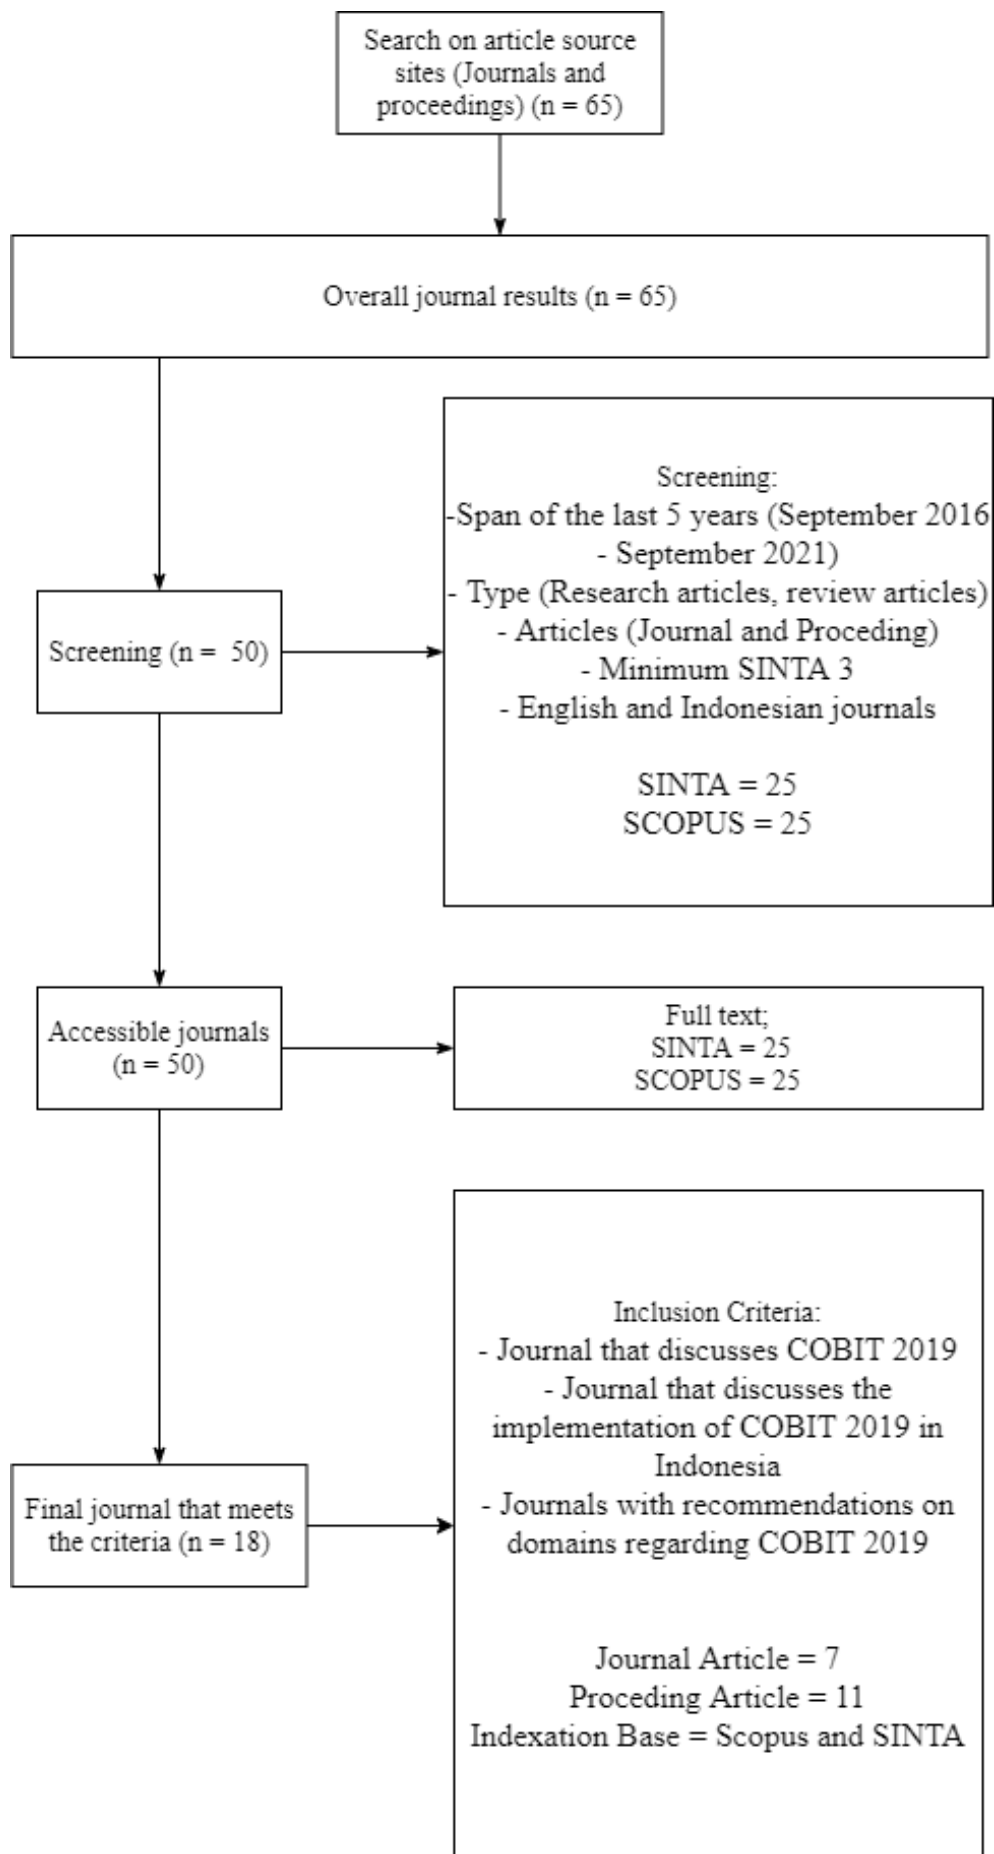 Search on article source
sites (Journals and
proceedings) (n = 65)
Overall journal results (n = 65)
Screening:
-Span of the last 5 years (September 2016
- September 2021)
- Type (Research articles, review articles)
- Articles (Journal and Proceding)
- Minimum SINTA 3
- English and Indonesian journals
SINTA = 25
SCOPUS = 25
Screening (n =  50)
Accessible journals
(n = 50)
Full text;
SINTA = 25
SCOPUS = 25
Inclusion Criteria:
- Journal that discusses COBIT 2019
- Journal that discusses the
implementation of COBIT 2019 in
Indonesia
- Journals with recommendations on
domains regarding COBIT 2019
Journal Article = 7
Proceding Article = 11
Indexation Base = Scopus and SINTA
Final journal that meets
the criteria (n = 18)